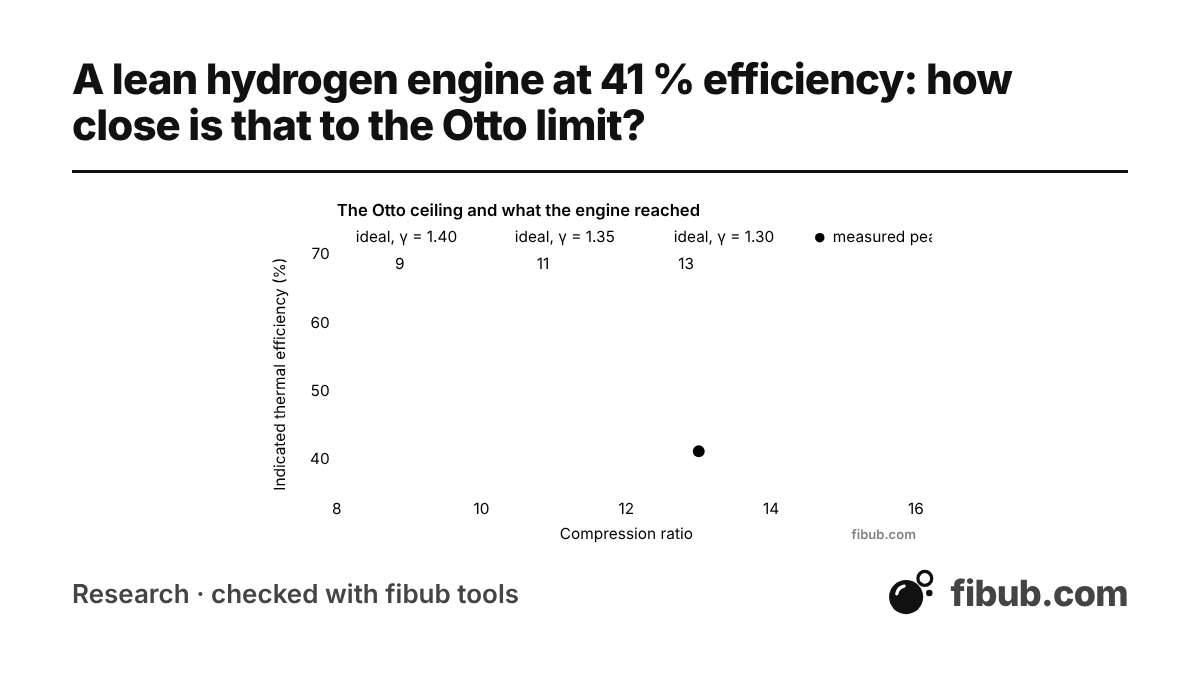 A lean hydrogen engine at 41 % efficiency: how
close is that to the Otto limit?
The Otto ceiling and what the engine reached
ideal, γ = 1.40 ideal, γ = 1.35 ideal, γ = 1.30 measured pea
9 11 13
70
60
50
40
Indicated thermal efficiency (%)
8 10 12 14 16
Compression ratio
fibub.com
Research · checked with fibub tools
fibub.com